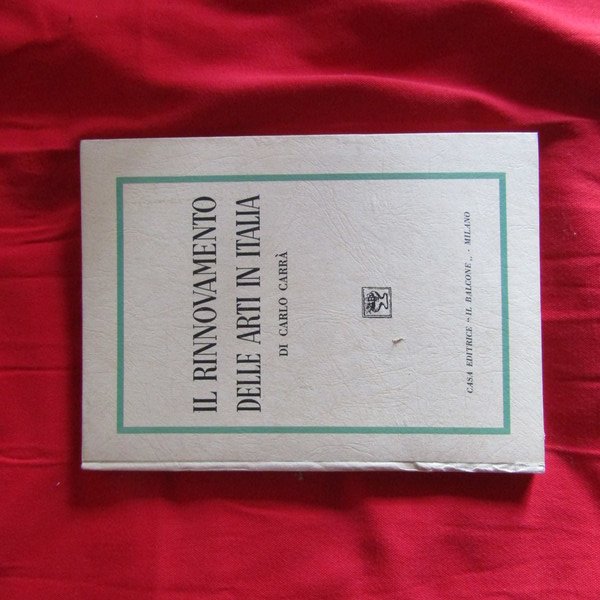 IL RINNOVAMENTO
DELLE ARTI IN ITALIA
DI CARLO CARRÀ
CASA EDITRICE "IL BALCONE„ - MILANO